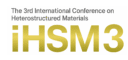 The 3rd International Conference on
Heterostructured Materials
iHSM3